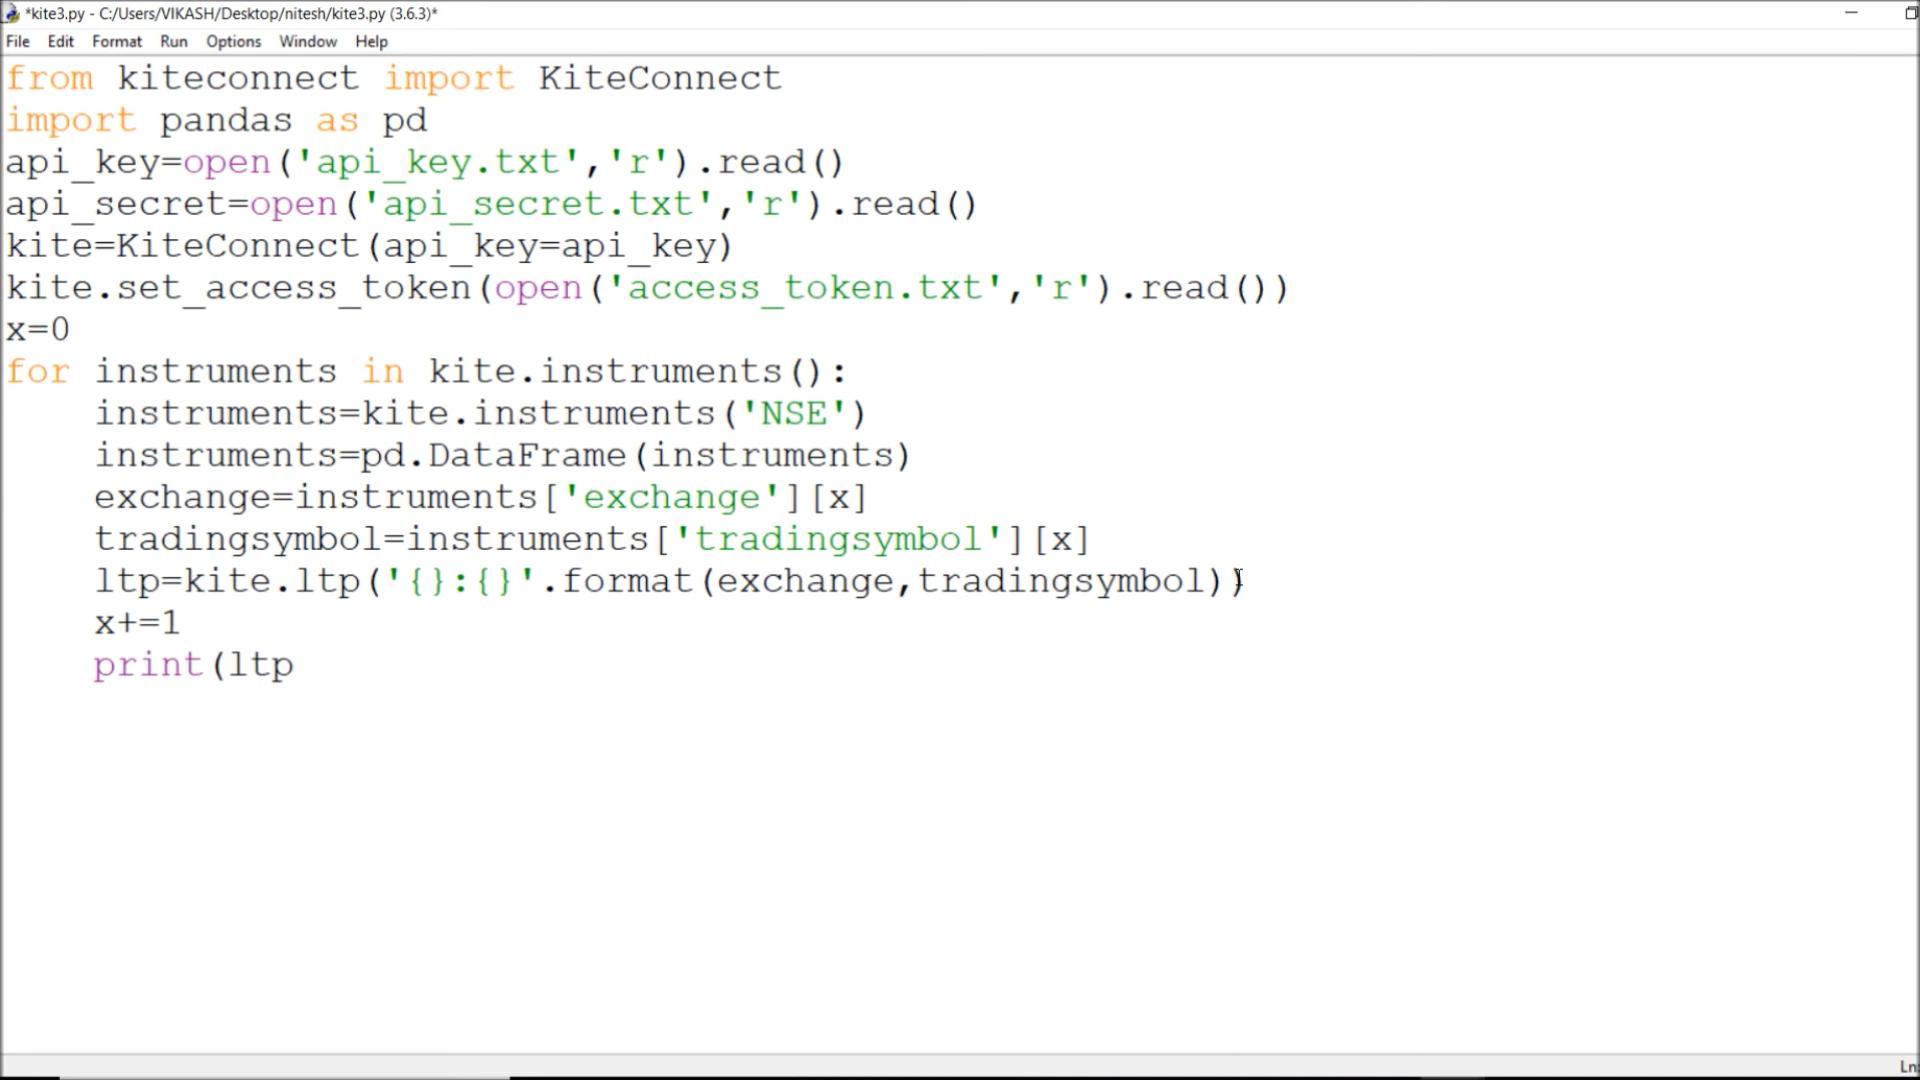 *kite3.py - C:/Users/VIKASH/Desktop/nitesh/kite3.py (3.6.3)*
File Edit Format Run Options Window Help
from kiteconnect import KiteConnect
import pandas as pd
api_key=open('api_key.txt','r').read()
api_secret=open('api_secret.txt','r').read()
kite=KiteConnect(api_key=api_key)
kite.set_access_token(open('access_token.txt','r').read())
x=0
for instruments in kite.instruments():
    instruments=kite.instruments('NSE')
    instruments=pd.DataFrame(instruments)
    exchange=instruments['exchange'][x]
    tradingsymbol=instruments['tradingsymbol'][x]
    ltp=kite.ltp('{}:{}'.format(exchange,tradingsymbol))
    x+=1
    print(ltp
Ln